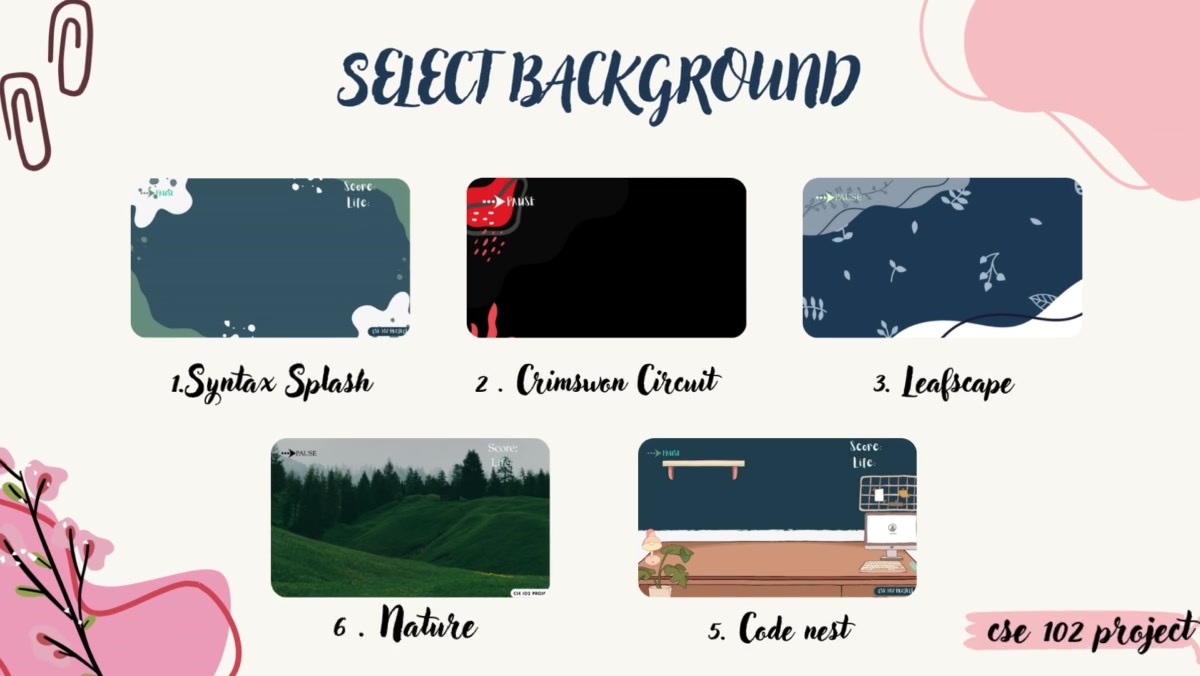 SELECT BACKGROUND
PAUSE
Score:
Life:
CSE 102 PROJECT
PAUSE
PAUSE
1.Syntax Splash
2 . Crimswon Circuit
3. Leafscape
PAUSE
Score:
Life:
CSE 102 PROJ
PAUSE
Score:
Life:
CSE 102 PROJECT
6 . Nature
5. Code nest
cse 102 project